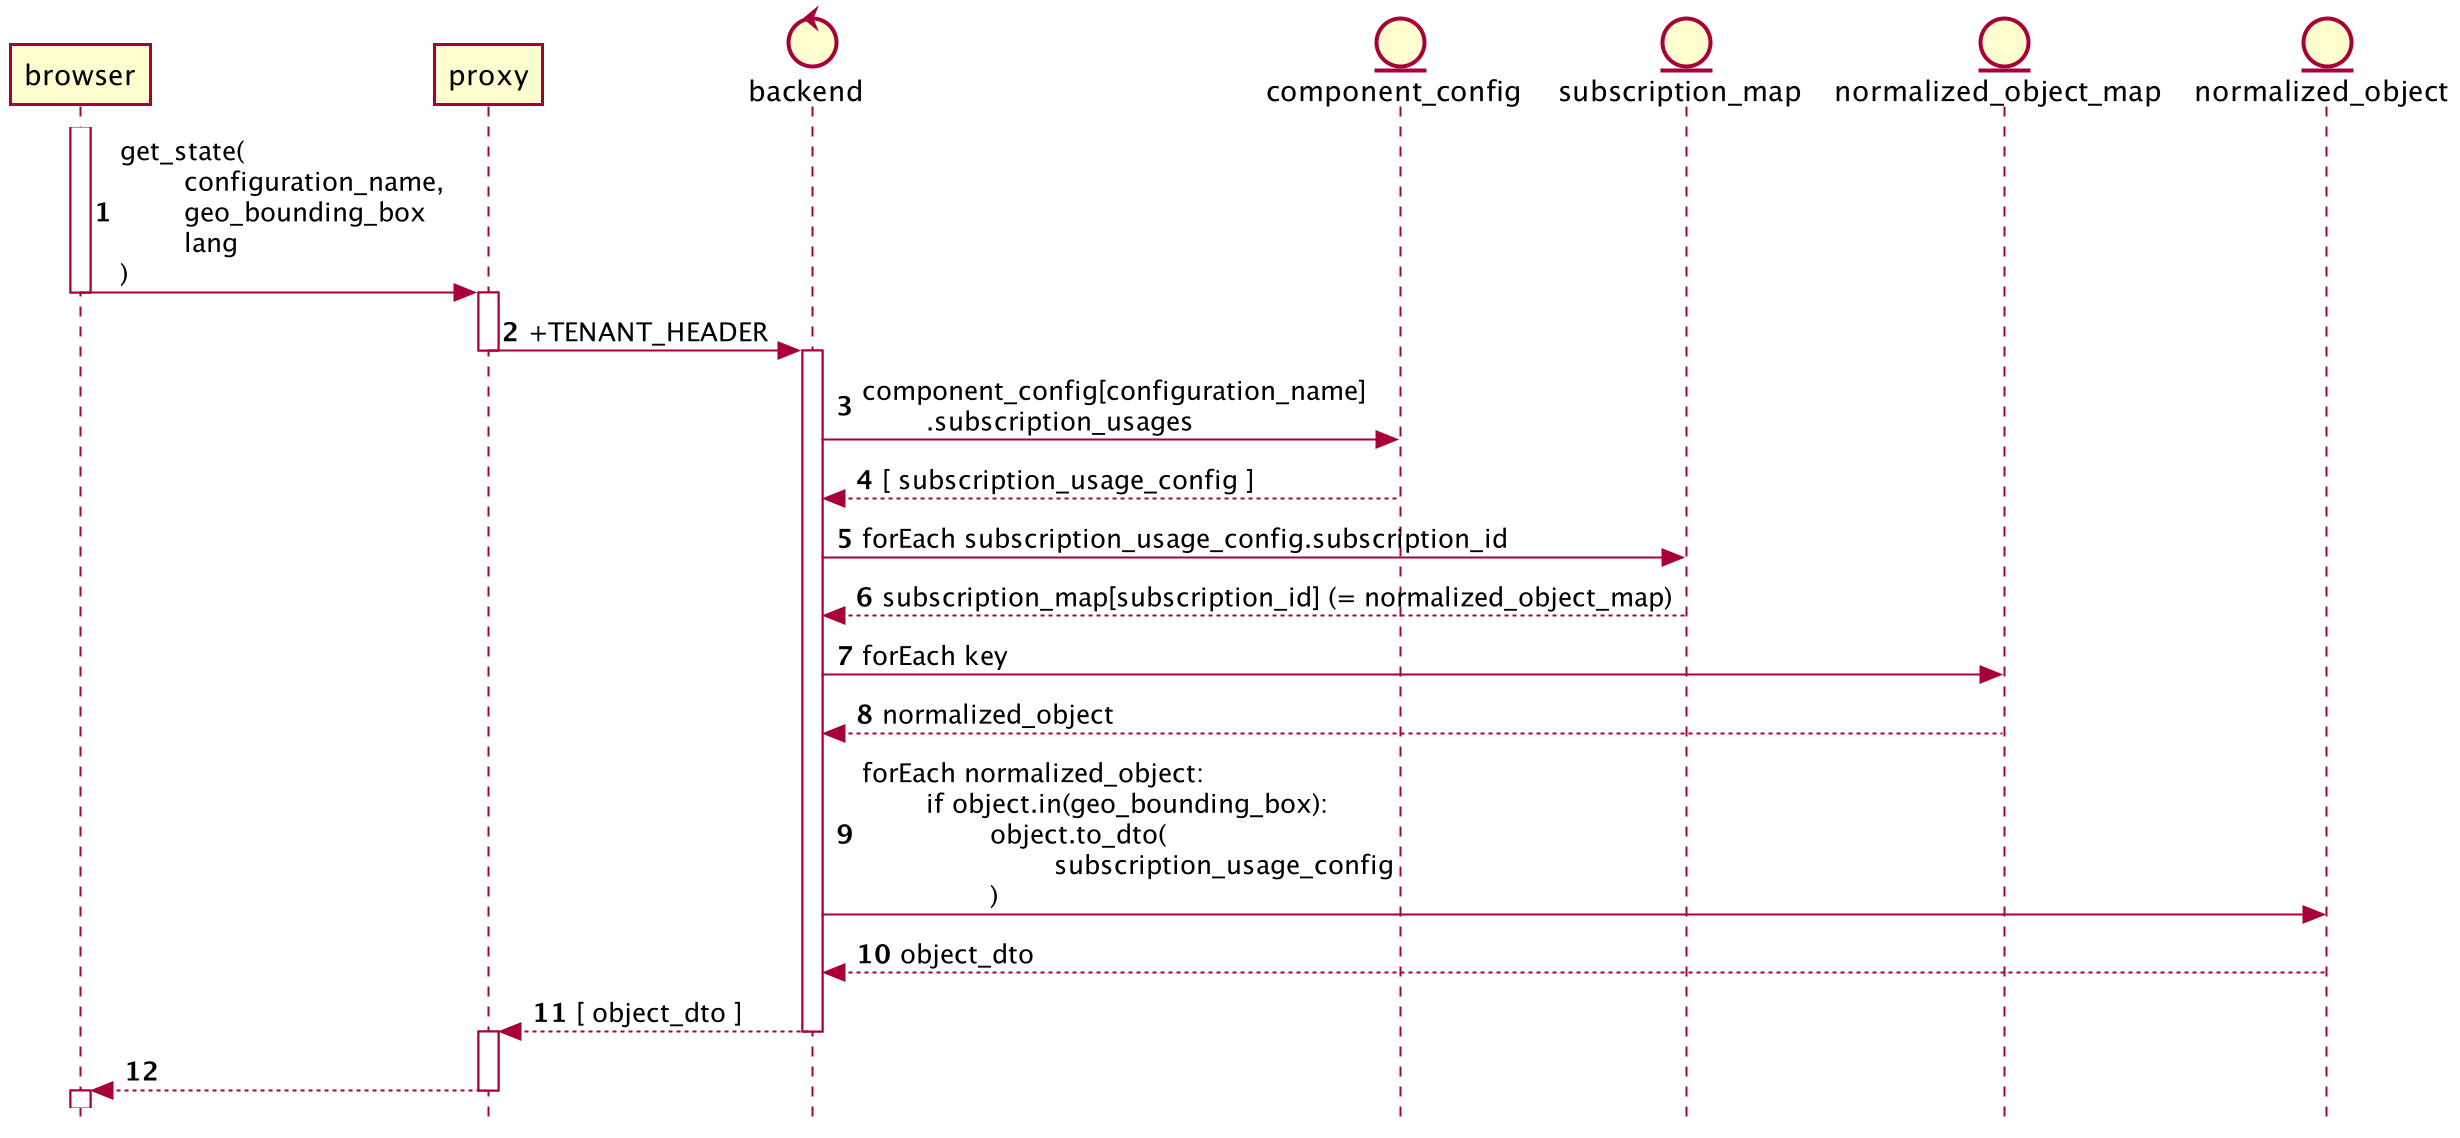 browser
proxy
backend
component_config
subscription_map
normalized_object_map
normalized_object
get_state(
configuration_name,
1 geo_bounding_box
lang
)
2 +TENANT_HEADER
3 component_config[configuration_name]
.subscription_usages
4 [ subscription_usage_config ]
5 forEach subscription_usage_config.subscription_id
6 subscription_map[subscription_id] (= normalized_object_map)
7 forEach key
8 normalized_object
forEach normalized_object:
if object.in(geo_bounding_box):
9 object.to_dto(
subscription_usage_config
)
10 object_dto
11 [ object_dto ]
12